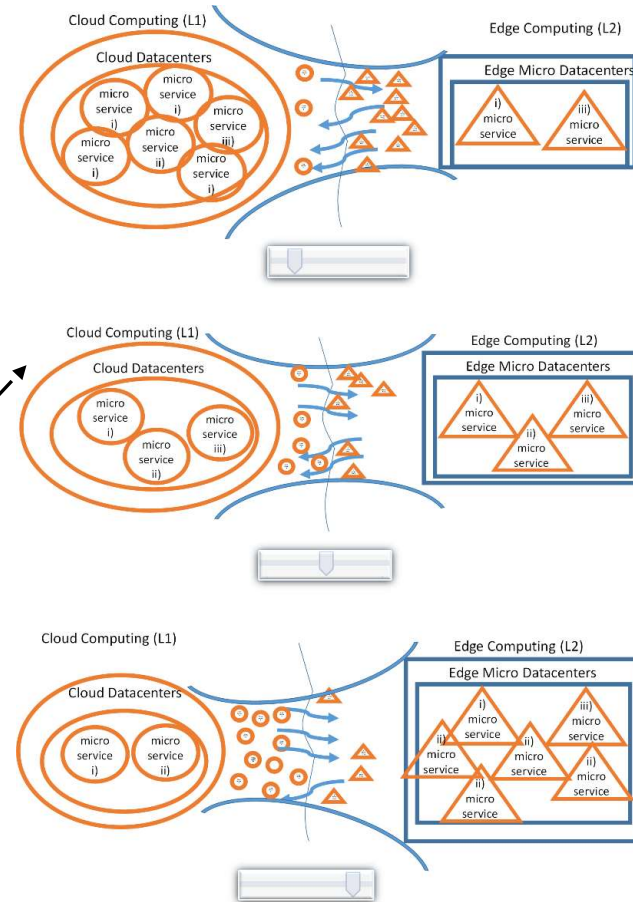 Cloud Computing (L1)
Edge Computing (L2)
Cloud Datacenters
Edge Micro Datacenters
micro
service
i)
micro
service
i)
micro
service
iii)
micro
service
i)
micro
service
ii)
micro
service
i)
i)
micro
service
iii)
micro
service
Cloud Computing (L1)
Edge Computing (L2)
Cloud Datacenters
Edge Micro Datacenters
micro
service
i)
micro
service
ii)
micro
service
iii)
i)
micro
service
ii)
micro
service
iii)
micro
service
Cloud Computing (L1)
Edge Computing (L2)
Cloud Datacenters
Edge Micro Datacenters
micro
service
i)
micro
service
ii)
i)
micro
service
iii)
micro
service
ii)
micro
service
ii)
micro
service
ii)
micro
service
ii)
micro
service